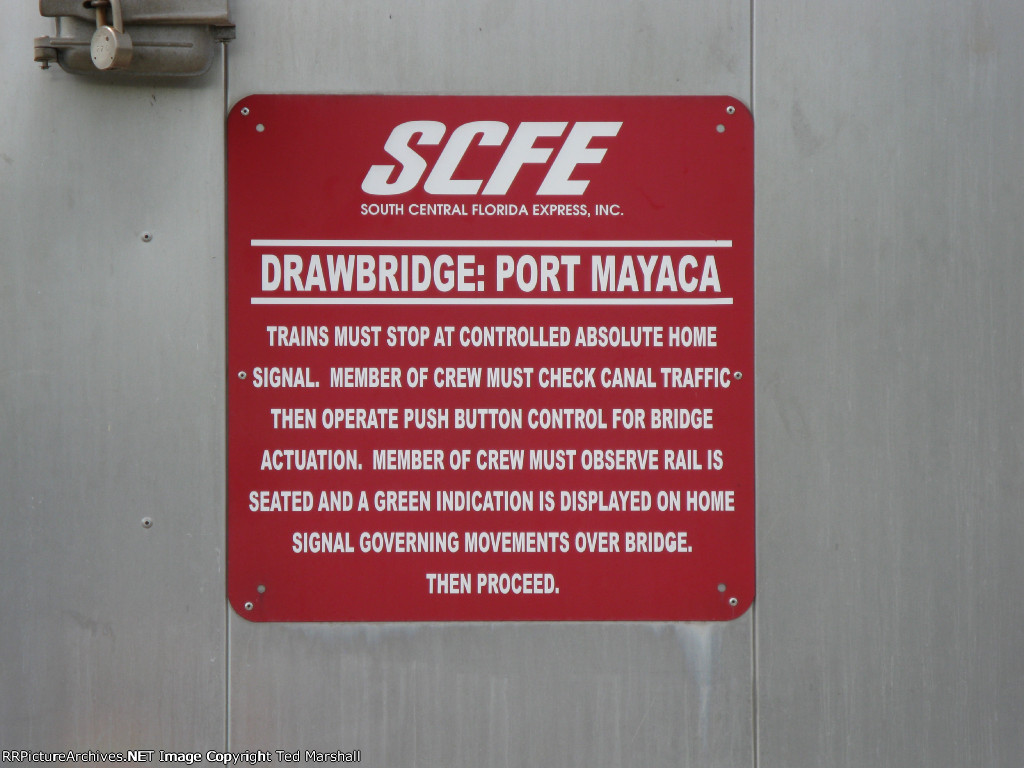 SCFE
SOUTH CENTRAL FLORIDA EXPRESS, INC.
DRAWBRIDGE: PORT MAYACA
TRAINS MUST STOP AT CONTROLLED ABSOLUTE HOME
SIGNAL. MEMBER OF CREW MUST CHECK CANAL TRAFFIC
THEN OPERATE PUSH BUTTON CONTROL FOR BRIDGE
ACTUATION. MEMBER OF CREW MUST OBSERVE RAIL IS
SEATED AND A GREEN INDICATION IS DISPLAYED ON HOME
SIGNAL GOVERNING MOVEMENTS OVER BRIDGE.
THEN PROCEED.
RRPictureArchives.NET Image Copyright Ted Marshall